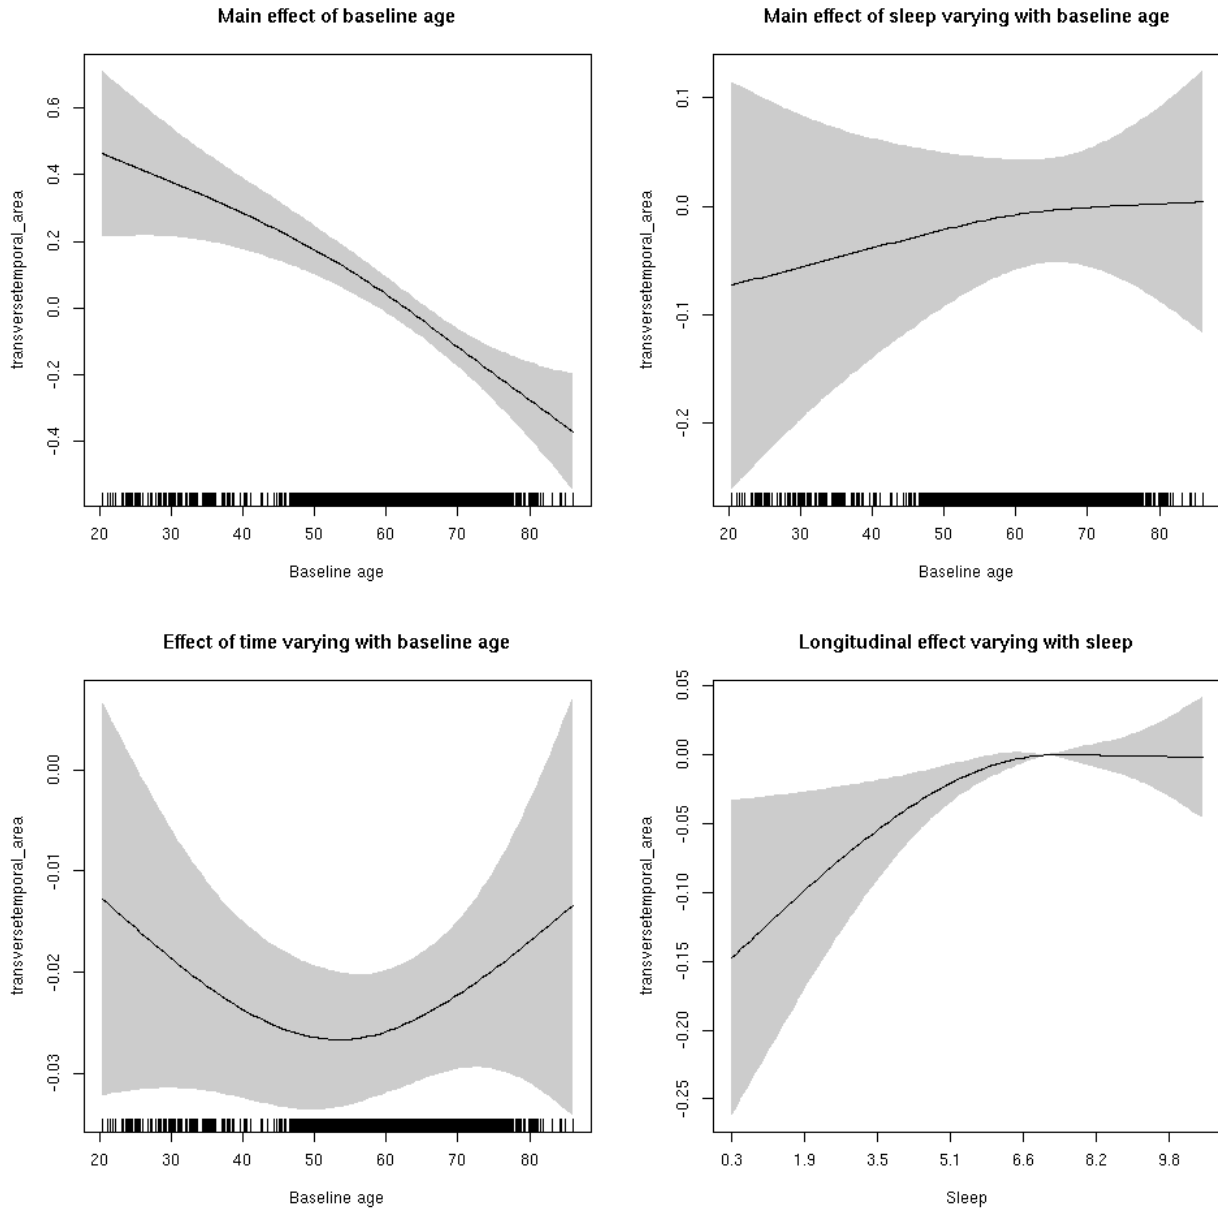 Main effect of baseline age
transversetemporal_area
0.6
0.4
0.2
0.0
-0.2
-0.4
20 30 40 50 60 70 80
Baseline age
Main effect of sleep varying with baseline age
transversetemporal_area
0.1
0.0
-0.1
-0.2
20 30 40 50 60 70 80
Baseline age
Effect of time varying with baseline age
transversetemporal_area
0.00
-0.01
-0.02
-0.03
20 30 40 50 60 70 80
Baseline age
Longitudinal effect varying with sleep
transversetemporal_area
0.05
0.00
-0.05
-0.10
-0.15
-0.20
-0.25
0.3 1.9 3.5 5.1 6.6 8.2 9.8
Sleep